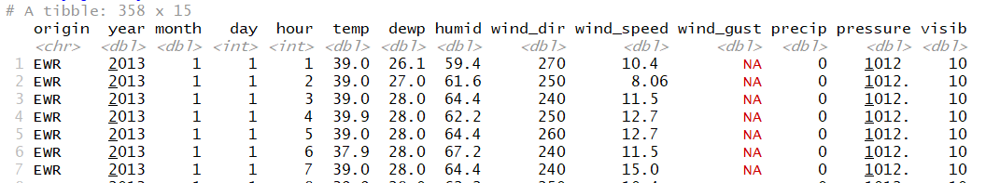 # A tibble: 358 x 15
origin year month day hour temp dewp humid wind_dir wind_speed wind_gust precip pressure visib
<chr> <dbl> <dbl> <int> <int> <dbl> <dbl> <dbl> <dbl> <dbl> <dbl> <dbl> <dbl> <dbl>
1 EWR 2013 1 1 1 39.0 26.1 59.4 270 10.4 NA 0 1012 10
2 EWR 2013 1 1 2 39.0 27.0 61.6 250 8.06 NA 0 1012. 10
3 EWR 2013 1 1 3 39.0 28.0 64.4 240 11.5 NA 0 1012. 10
4 EWR 2013 1 1 4 39.9 28.0 62.2 250 12.7 NA 0 1012. 10
5 EWR 2013 1 1 5 39.0 28.0 64.4 260 12.7 NA 0 1012. 10
6 EWR 2013 1 1 6 37.9 28.0 67.2 240 11.5 NA 0 1012. 10
7 EWR 2013 1 1 7 39.0 28.0 64.4 240 15.0 NA 0 1012. 10